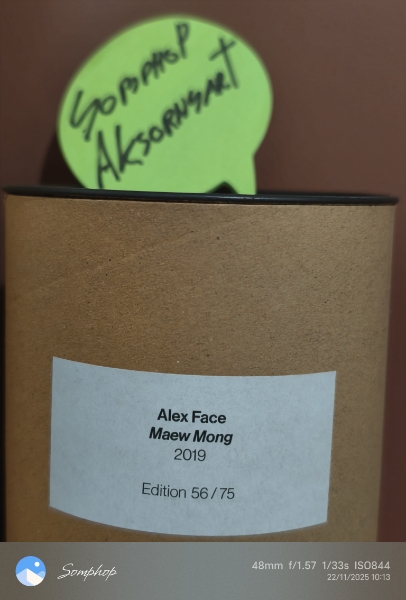 SOMPHOP
AKSORNSART
Alex Face
Maew Mong
2019
Edition 56 / 75
Somphop
48mm f/1.57 1/33s ISO844
22/11/2025 10:13